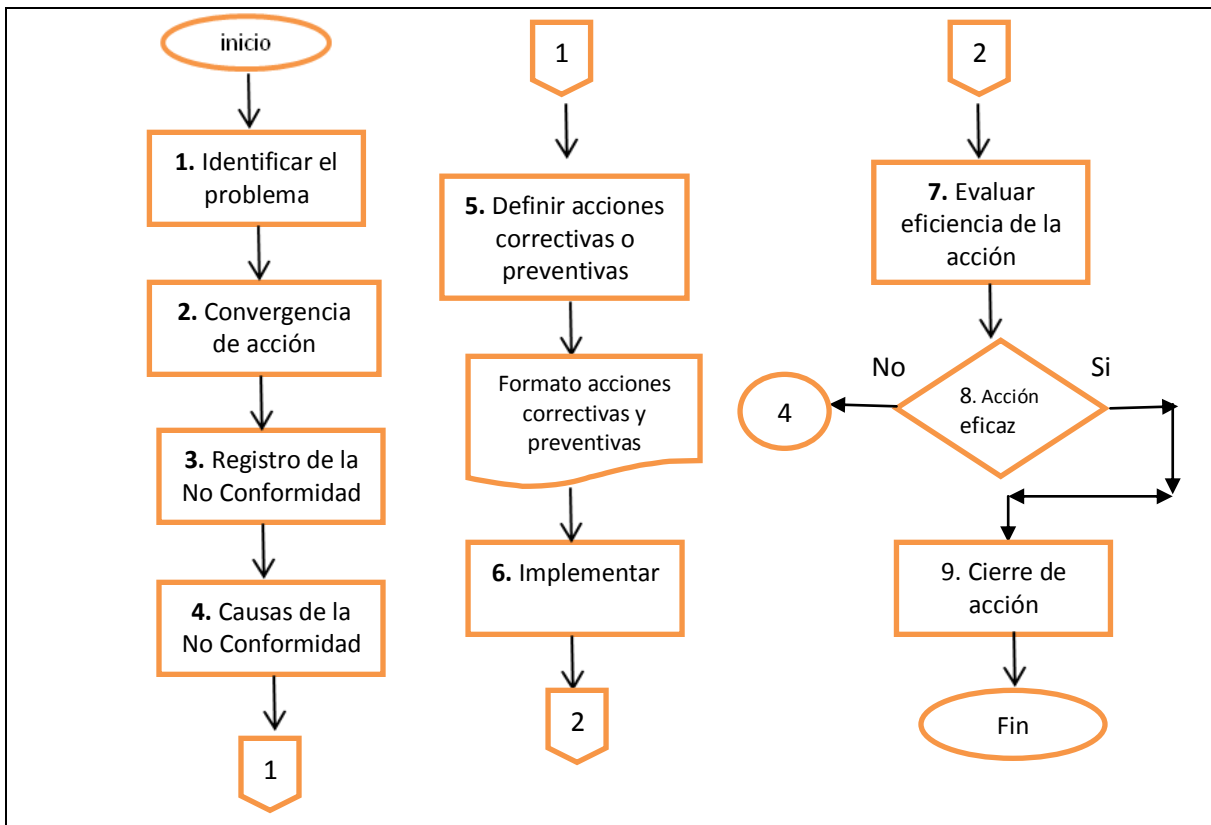 inicio
1. Identificar el
problema
2. Convergencia
de acción
3. Registro de la
No Conformidad
4. Causas de la
No Conformidad
1
1
5. Definir acciones
correctivas o
preventivas
Formato acciones
correctivas y
preventivas
6. Implementar
2
2
7. Evaluar
eficiencia de la
acción
No
Si
8. Acción
eficaz
4
9. Cierre de
acción
Fin